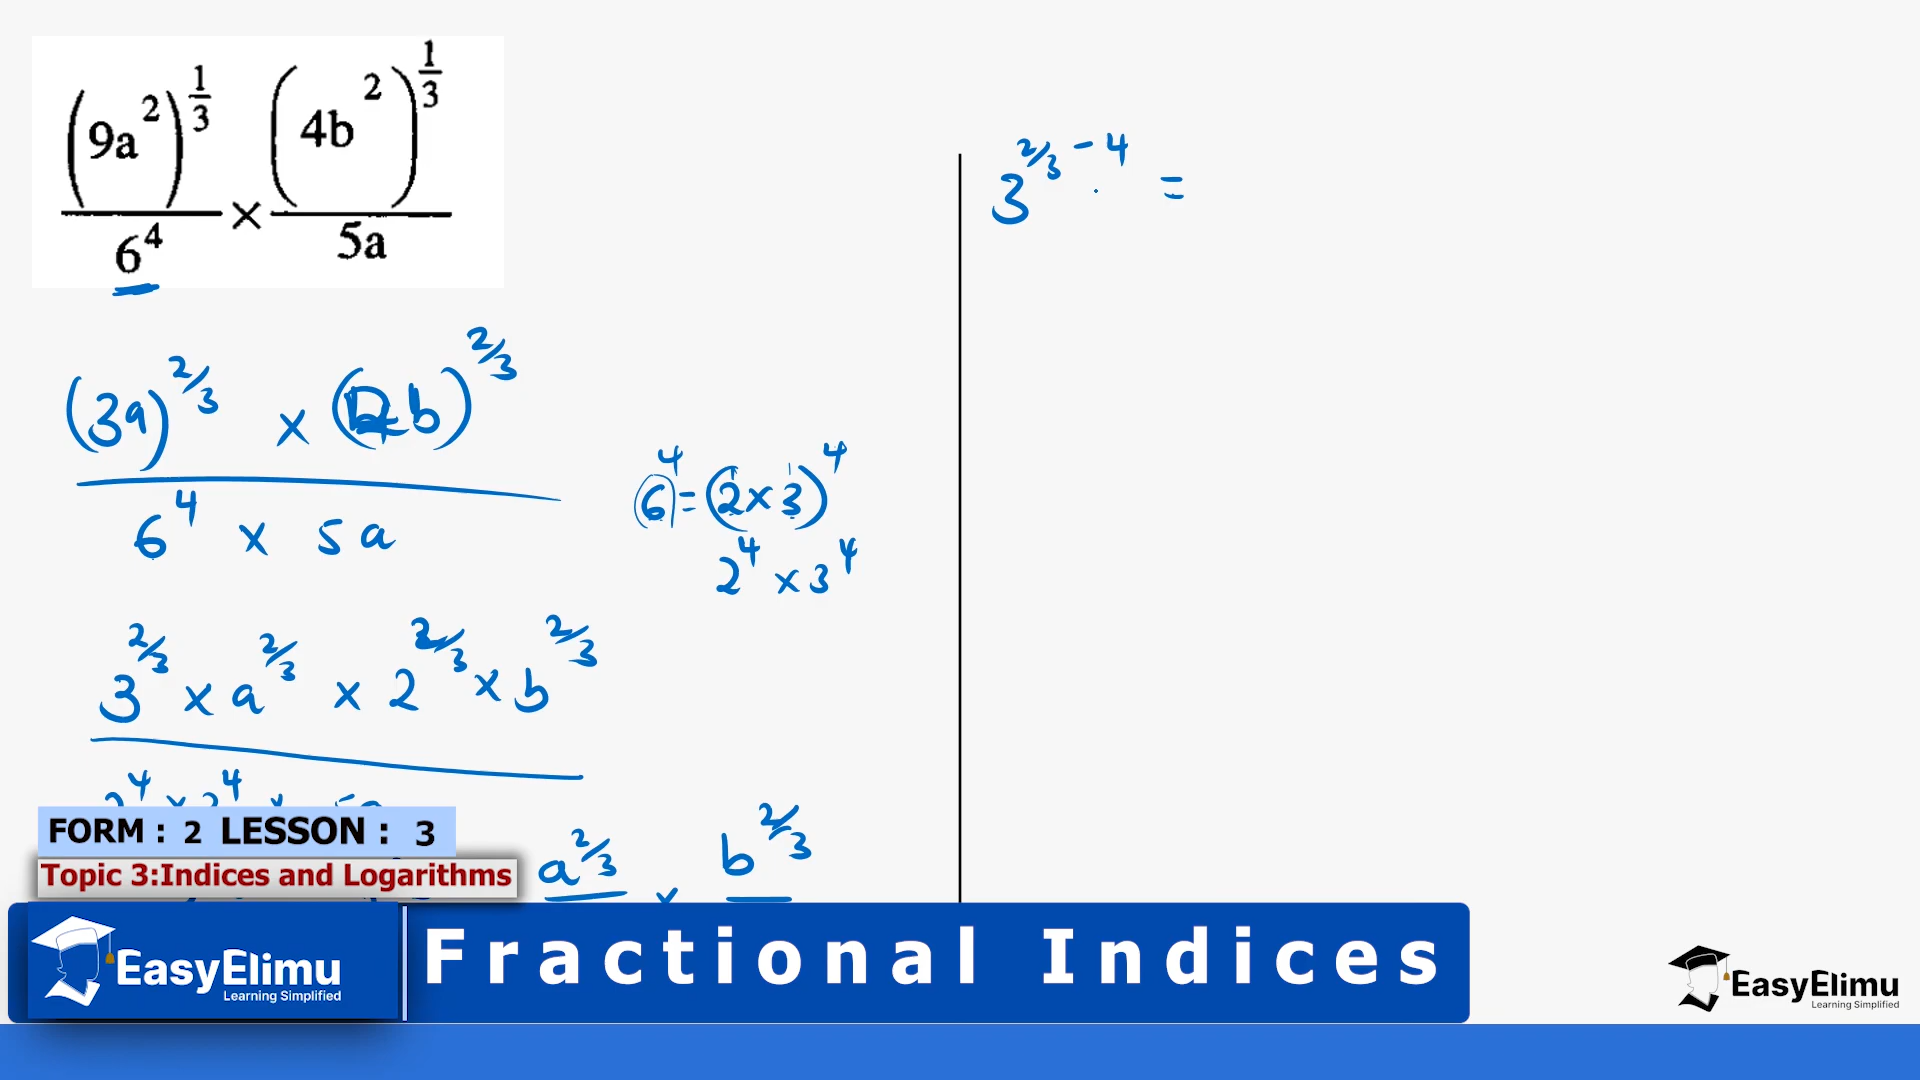 (9a²)^(1/3) / 6⁴ × (4b²)^(1/3) / 5a
(3a)^(2/3) × (2b)^(2/3)
6⁴ × 5a
6⁴ = (2 × 3)⁴
2⁴ × 3⁴
3^(2/3) × a^(2/3) × 2^(2/3) × b^(2/3)
a^(2/3) × b^(2/3)
3^(2/3 - 4) =
FORM : 2 LESSON : 3
Topic 3:Indices and Logarithms
EasyElimu
Learning Simplified
Fractional Indices
EasyElimu
Learning Simplified